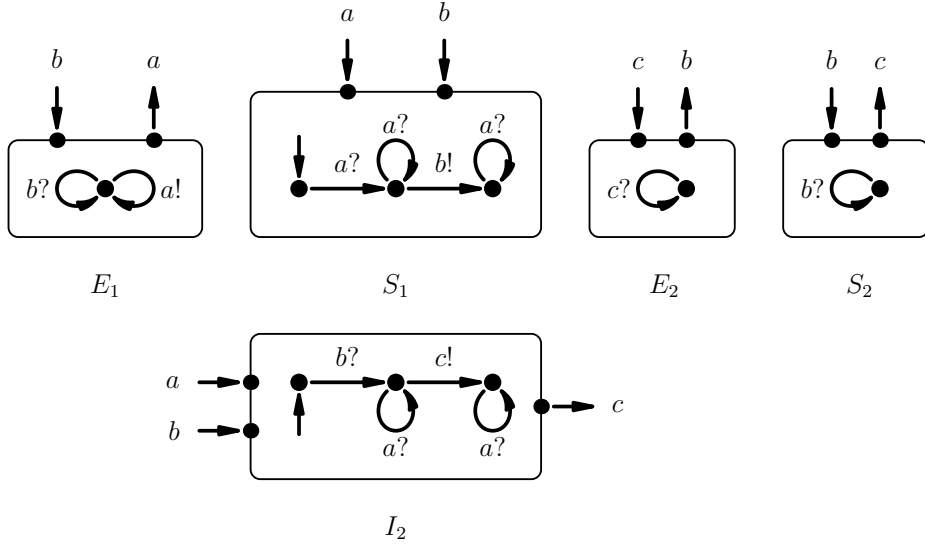 a b
b a c b b c
a? a?
b? a! a? b! c? b?
E₁ S₁ E₂ S₂
b? c!
a
c
b
a? a?
I₂